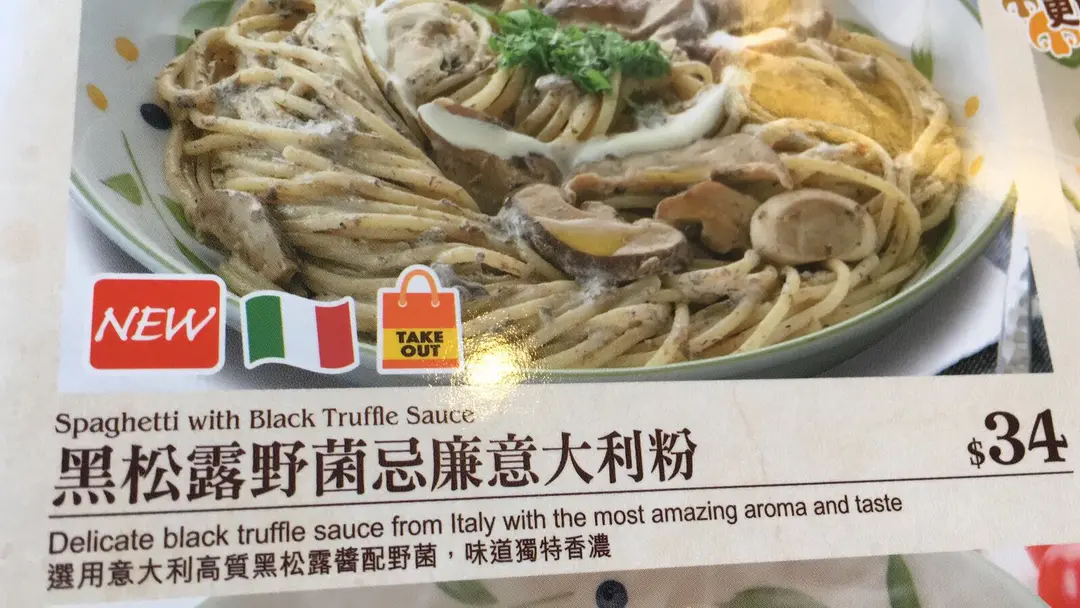 更
NEW
TAKE
OUT
Spaghetti with Black Truffle Sauce
黑松露野菌忌廉意大利粉
$34
Delicate black truffle sauce from Italy with the most amazing aroma and taste
選用意大利高質黑松露醬配野菌，味道獨特香濃